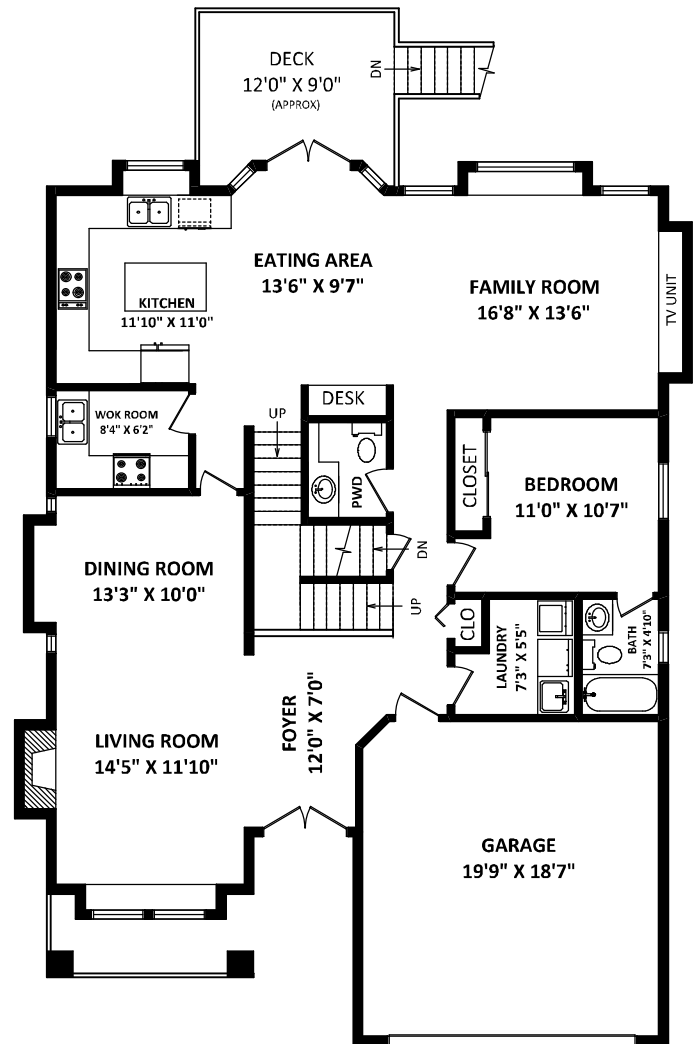 DECK
12'0" X 9'0"
(APPROX)
DN
EATING AREA
13'6" X 9'7"
FAMILY ROOM
16'8" X 13'6"
TV UNIT
KITCHEN
11'10" X 11'0"
DESK
WOK ROOM
8'4" X 6'2"
UP
PWD
CLOSET
BEDROOM
11'0" X 10'7"
DN
DINING ROOM
13'3" X 10'0"
UP
CLO
LAUNDRY
7'3" X 5'5"
BATH
7'3" X 4'10"
FOYER
12'0" X 7'0"
LIVING ROOM
14'5" X 11'10"
GARAGE
19'9" X 18'7"